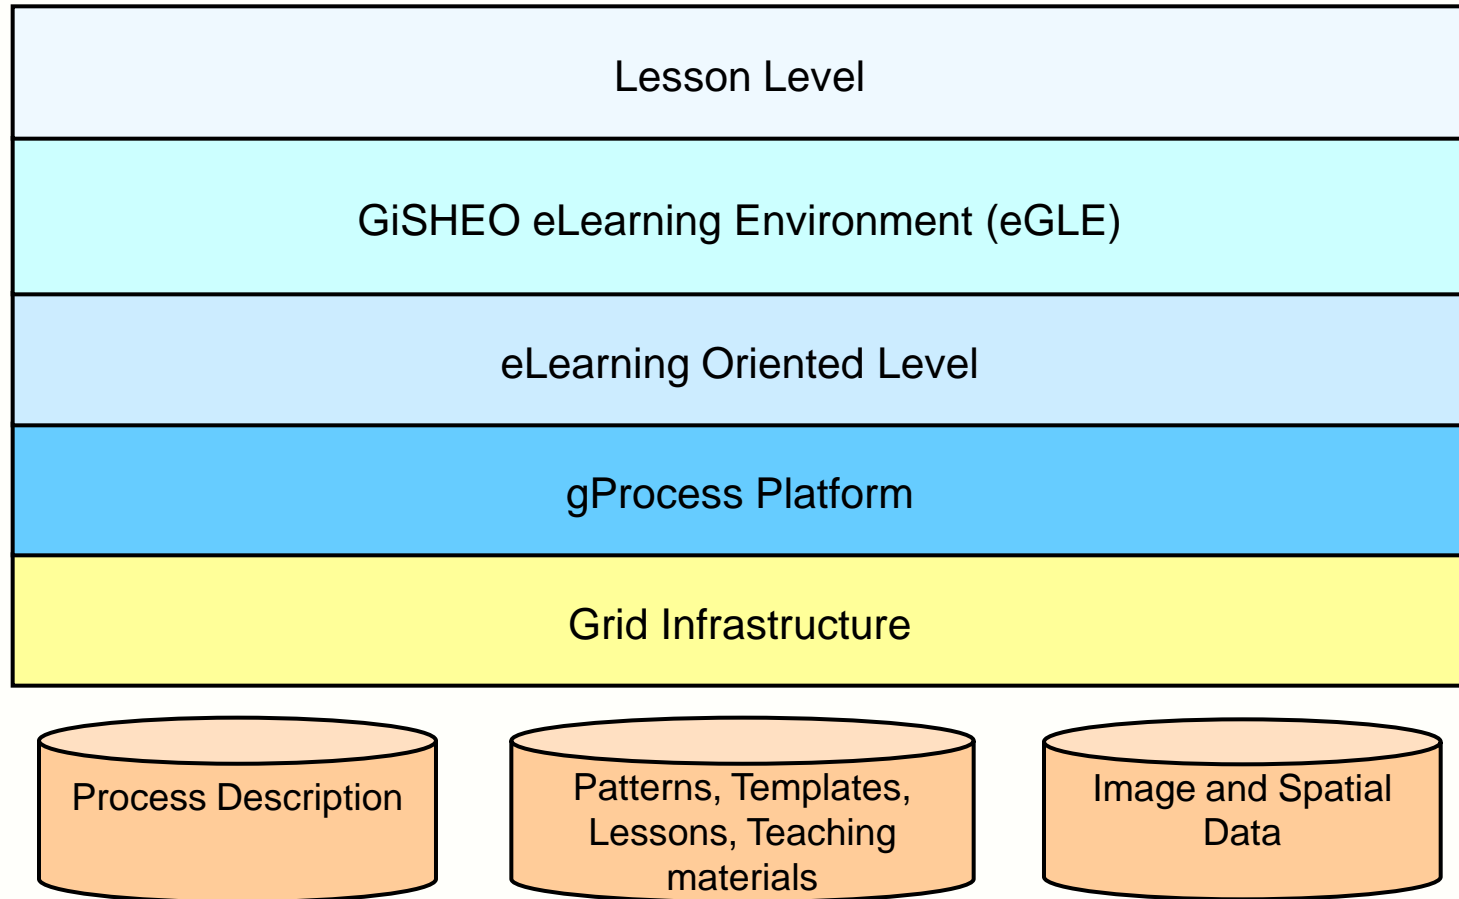 Lesson Level
GiSHEO eLearning Environment (eGLE)
eLearning Oriented Level
gProcess Platform
Grid Infrastructure
Process Description
Patterns, Templates,
Lessons, Teaching
materials
Image and Spatial
Data